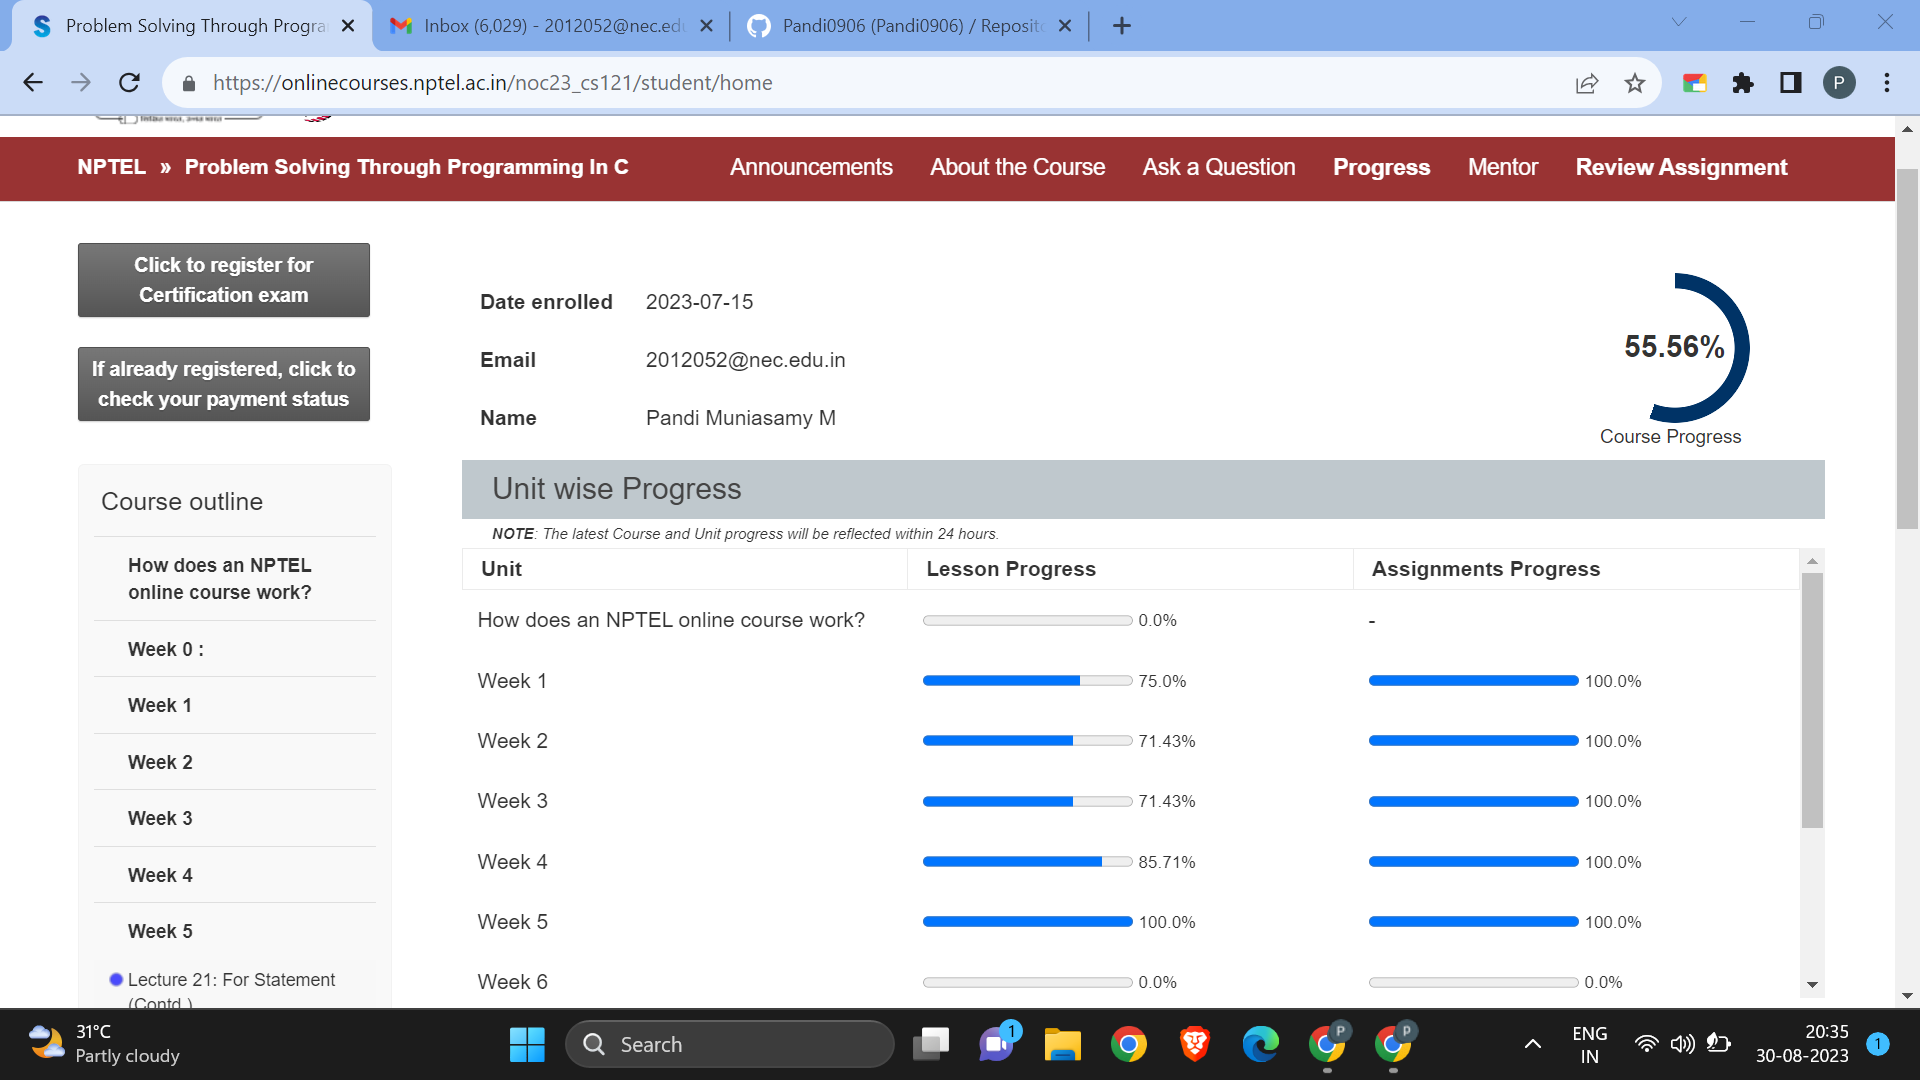 Problem Solving Through Progra
Inbox (6,029) - 2012052@nec.ed
Pandi0906 (Pandi0906) / Reposit
https://onlinecourses.nptel.ac.in/noc23_cs121/student/home
P
NPTEL » Problem Solving Through Programming In C
Announcements
About the Course
Ask a Question
Progress
Mentor
Review Assignment
Click to register for
Certification exam
If already registered, click to
check your payment status
Date enrolled 2023-07-15
Email 2012052@nec.edu.in
Name Pandi Muniasamy M
55.56%
Course Progress
Course outline
How does an NPTEL
online course work?
Week 0 :
Week 1
Week 2
Week 3
Week 4
Week 5
Lecture 21: For Statement
(Contd.)
Unit wise Progress
NOTE: The latest Course and Unit progress will be reflected within 24 hours.
Unit Lesson Progress Assignments Progress
How does an NPTEL online course work? 0.0% -
Week 1 75.0% 100.0%
Week 2 71.43% 100.0%
Week 3 71.43% 100.0%
Week 4 85.71% 100.0%
Week 5 100.0% 100.0%
Week 6 0.0% 0.0%
31°C
Partly cloudy
Search
1
P
P
ENG
IN
20:35
30-08-2023
1